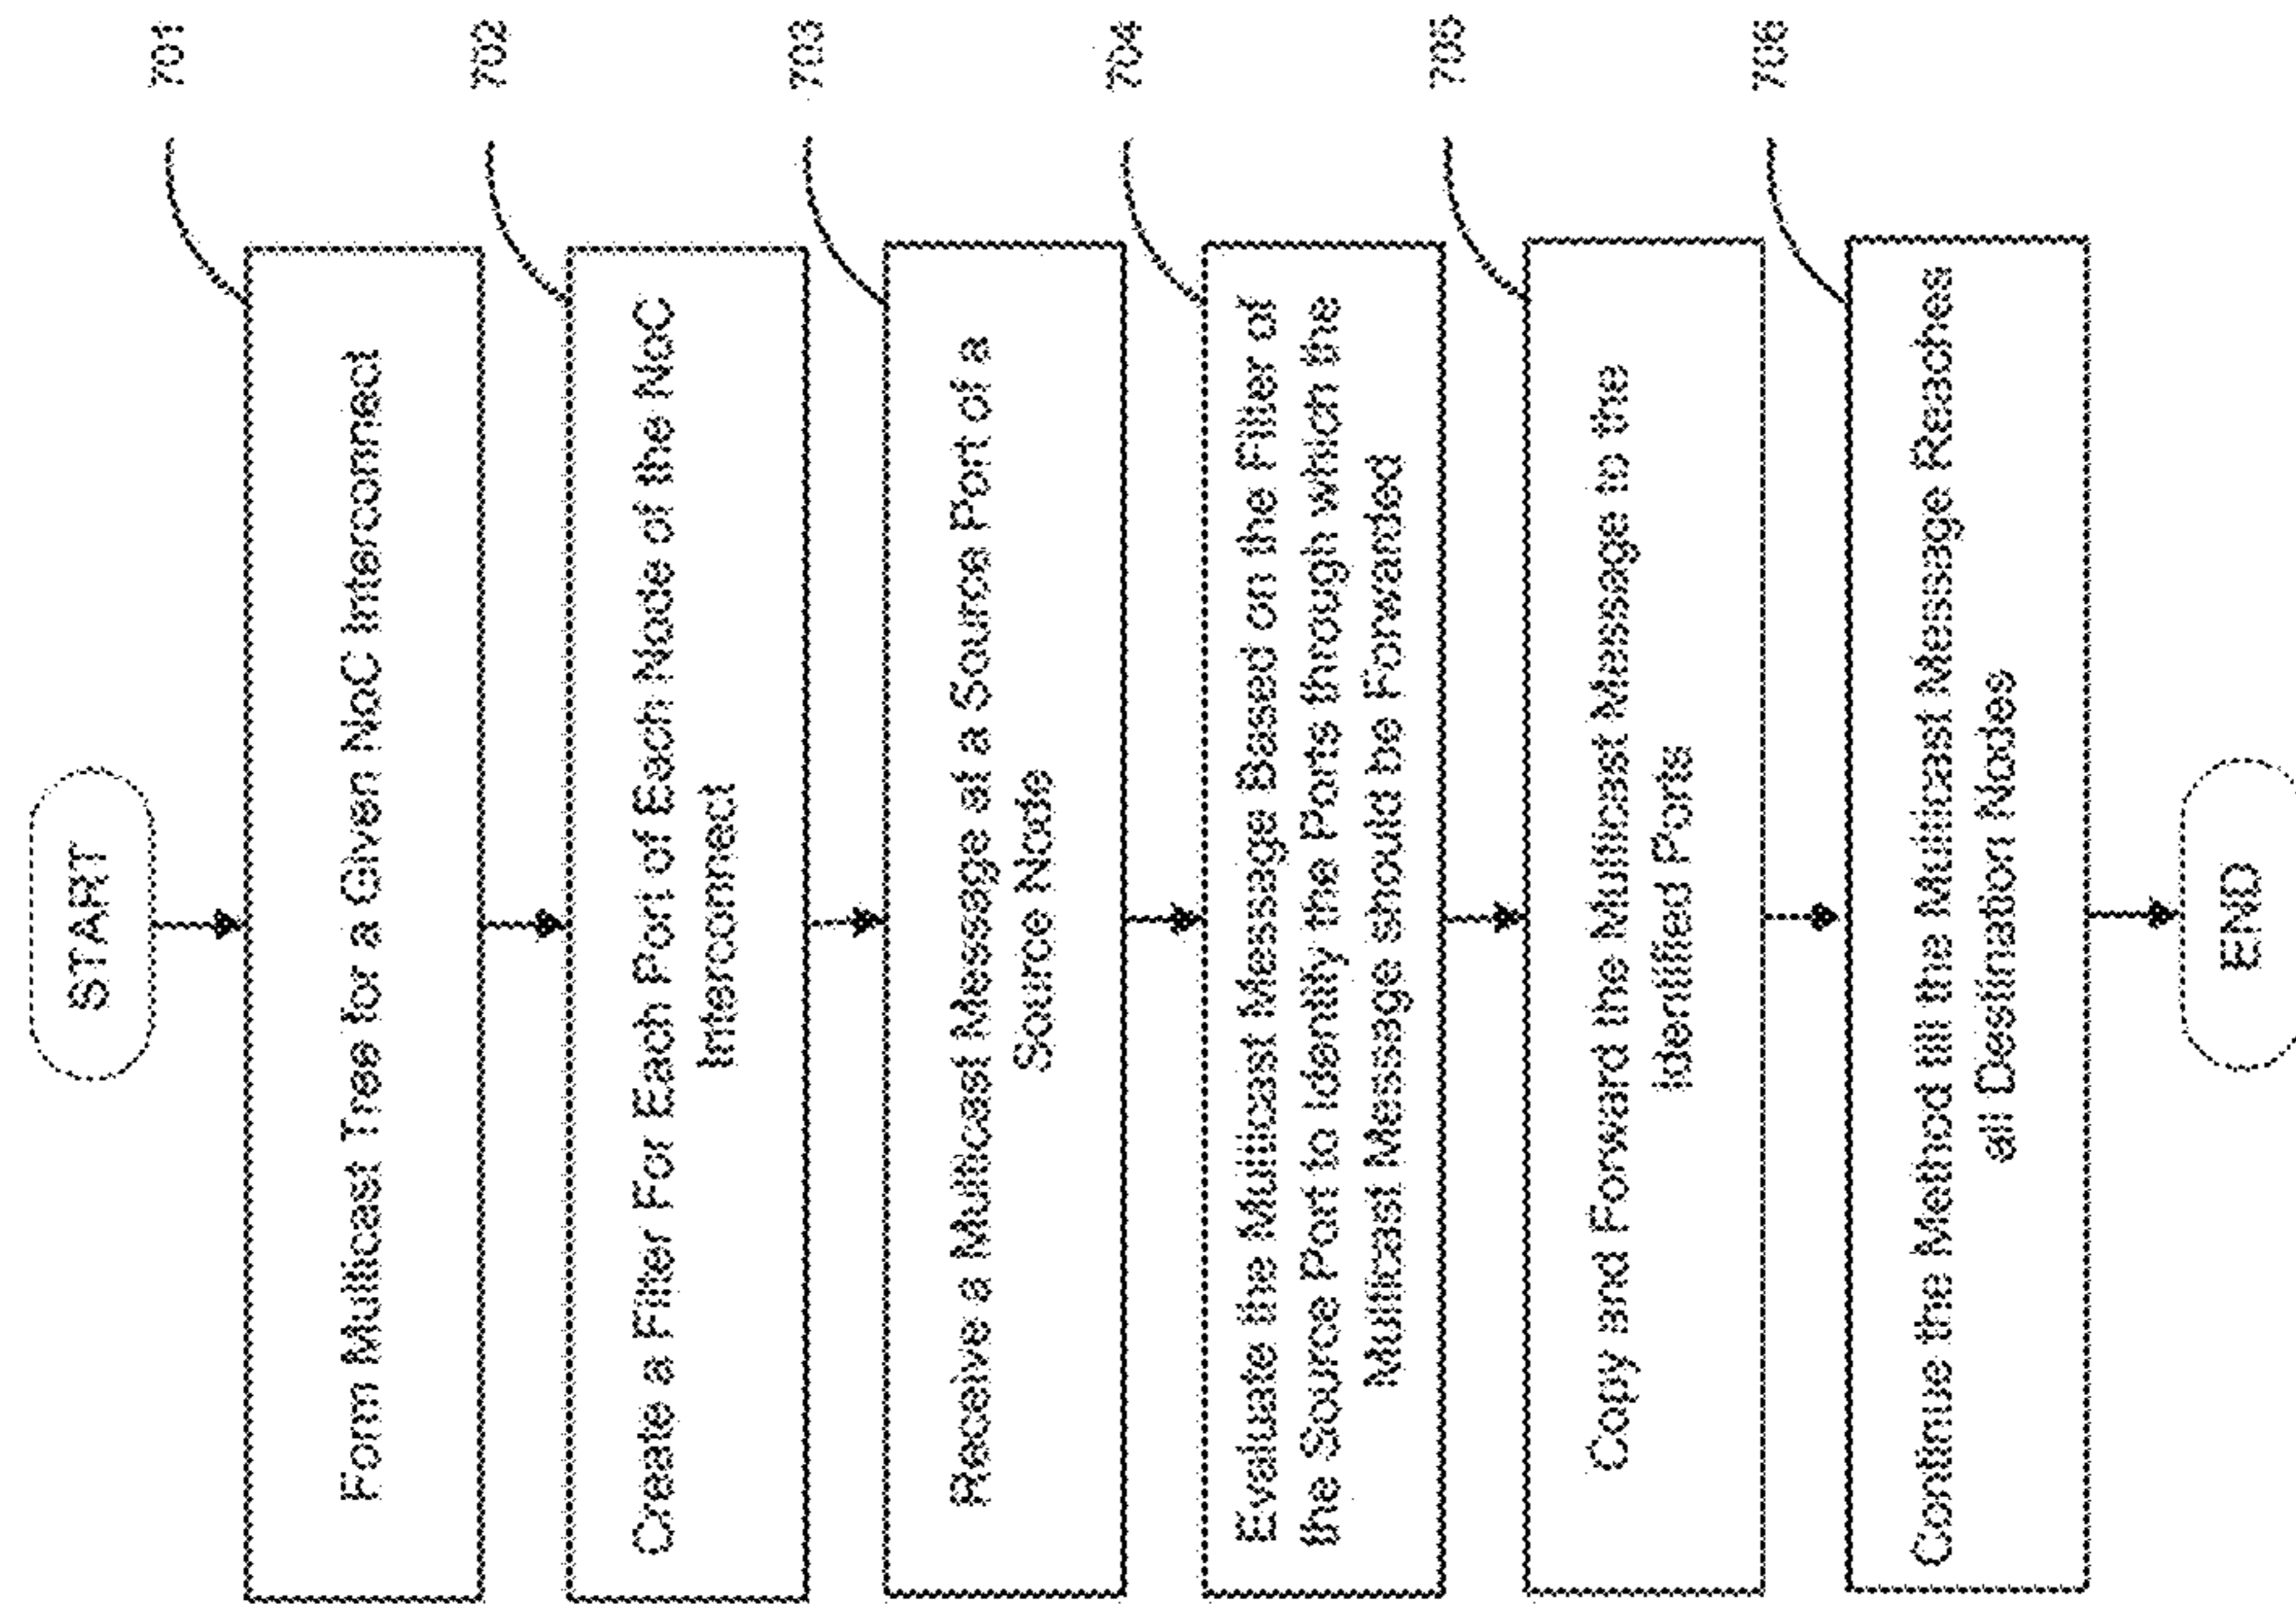 START
701
Form Multicast Tree for a Given NoC Interconnect
702
Create a Filter For Each Port of Each Node of the NoC
Interconnect
703
Receive a Multicast Message at a Source Port of a
Source Node
704
Evaluate the Multicast Message Based on the Filter of
the Source Port to Identity the Ports through which the
Multicast Message should be Forwarded
705
Copy and Forward the Multicast Message to the
Identified Ports
706
Continue the Method till the Multicast Message Reaches
all Destination Nodes
END